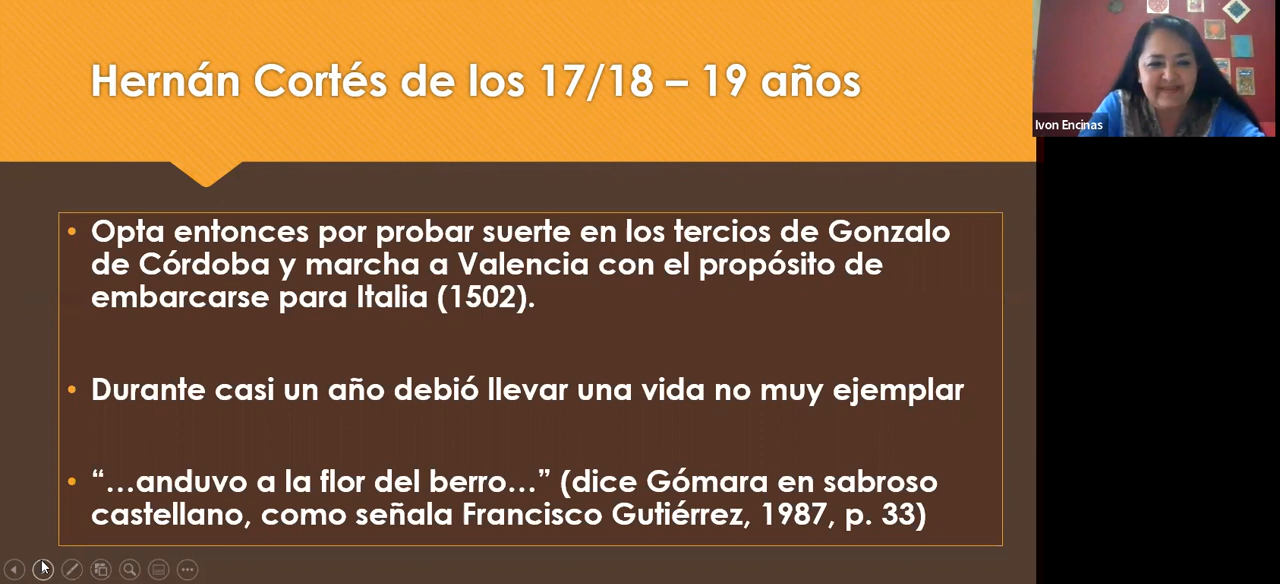 Hernán Cortés de los 17/18 – 19 años
Ivon Encinas
• Opta entonces por probar suerte en los tercios de Gonzalo
de Córdoba y marcha a Valencia con el propósito de
embarcarse para Italia (1502).
• Durante casi un año debió llevar una vida no muy ejemplar
• “…anduvo a la flor del berro…” (dice Gómara en sabroso
castellano, como señala Francisco Gutiérrez, 1987, p. 33)